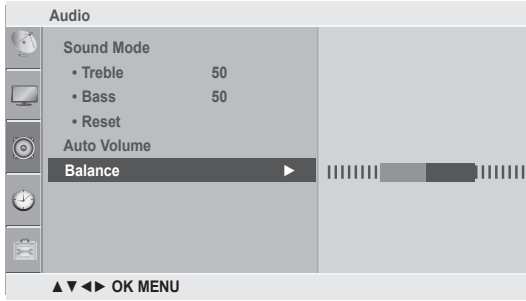 Audio
Sound Mode
• Treble 50
• Bass 50
• Reset
Auto Volume
Balance ►
▲▼◄► OK MENU